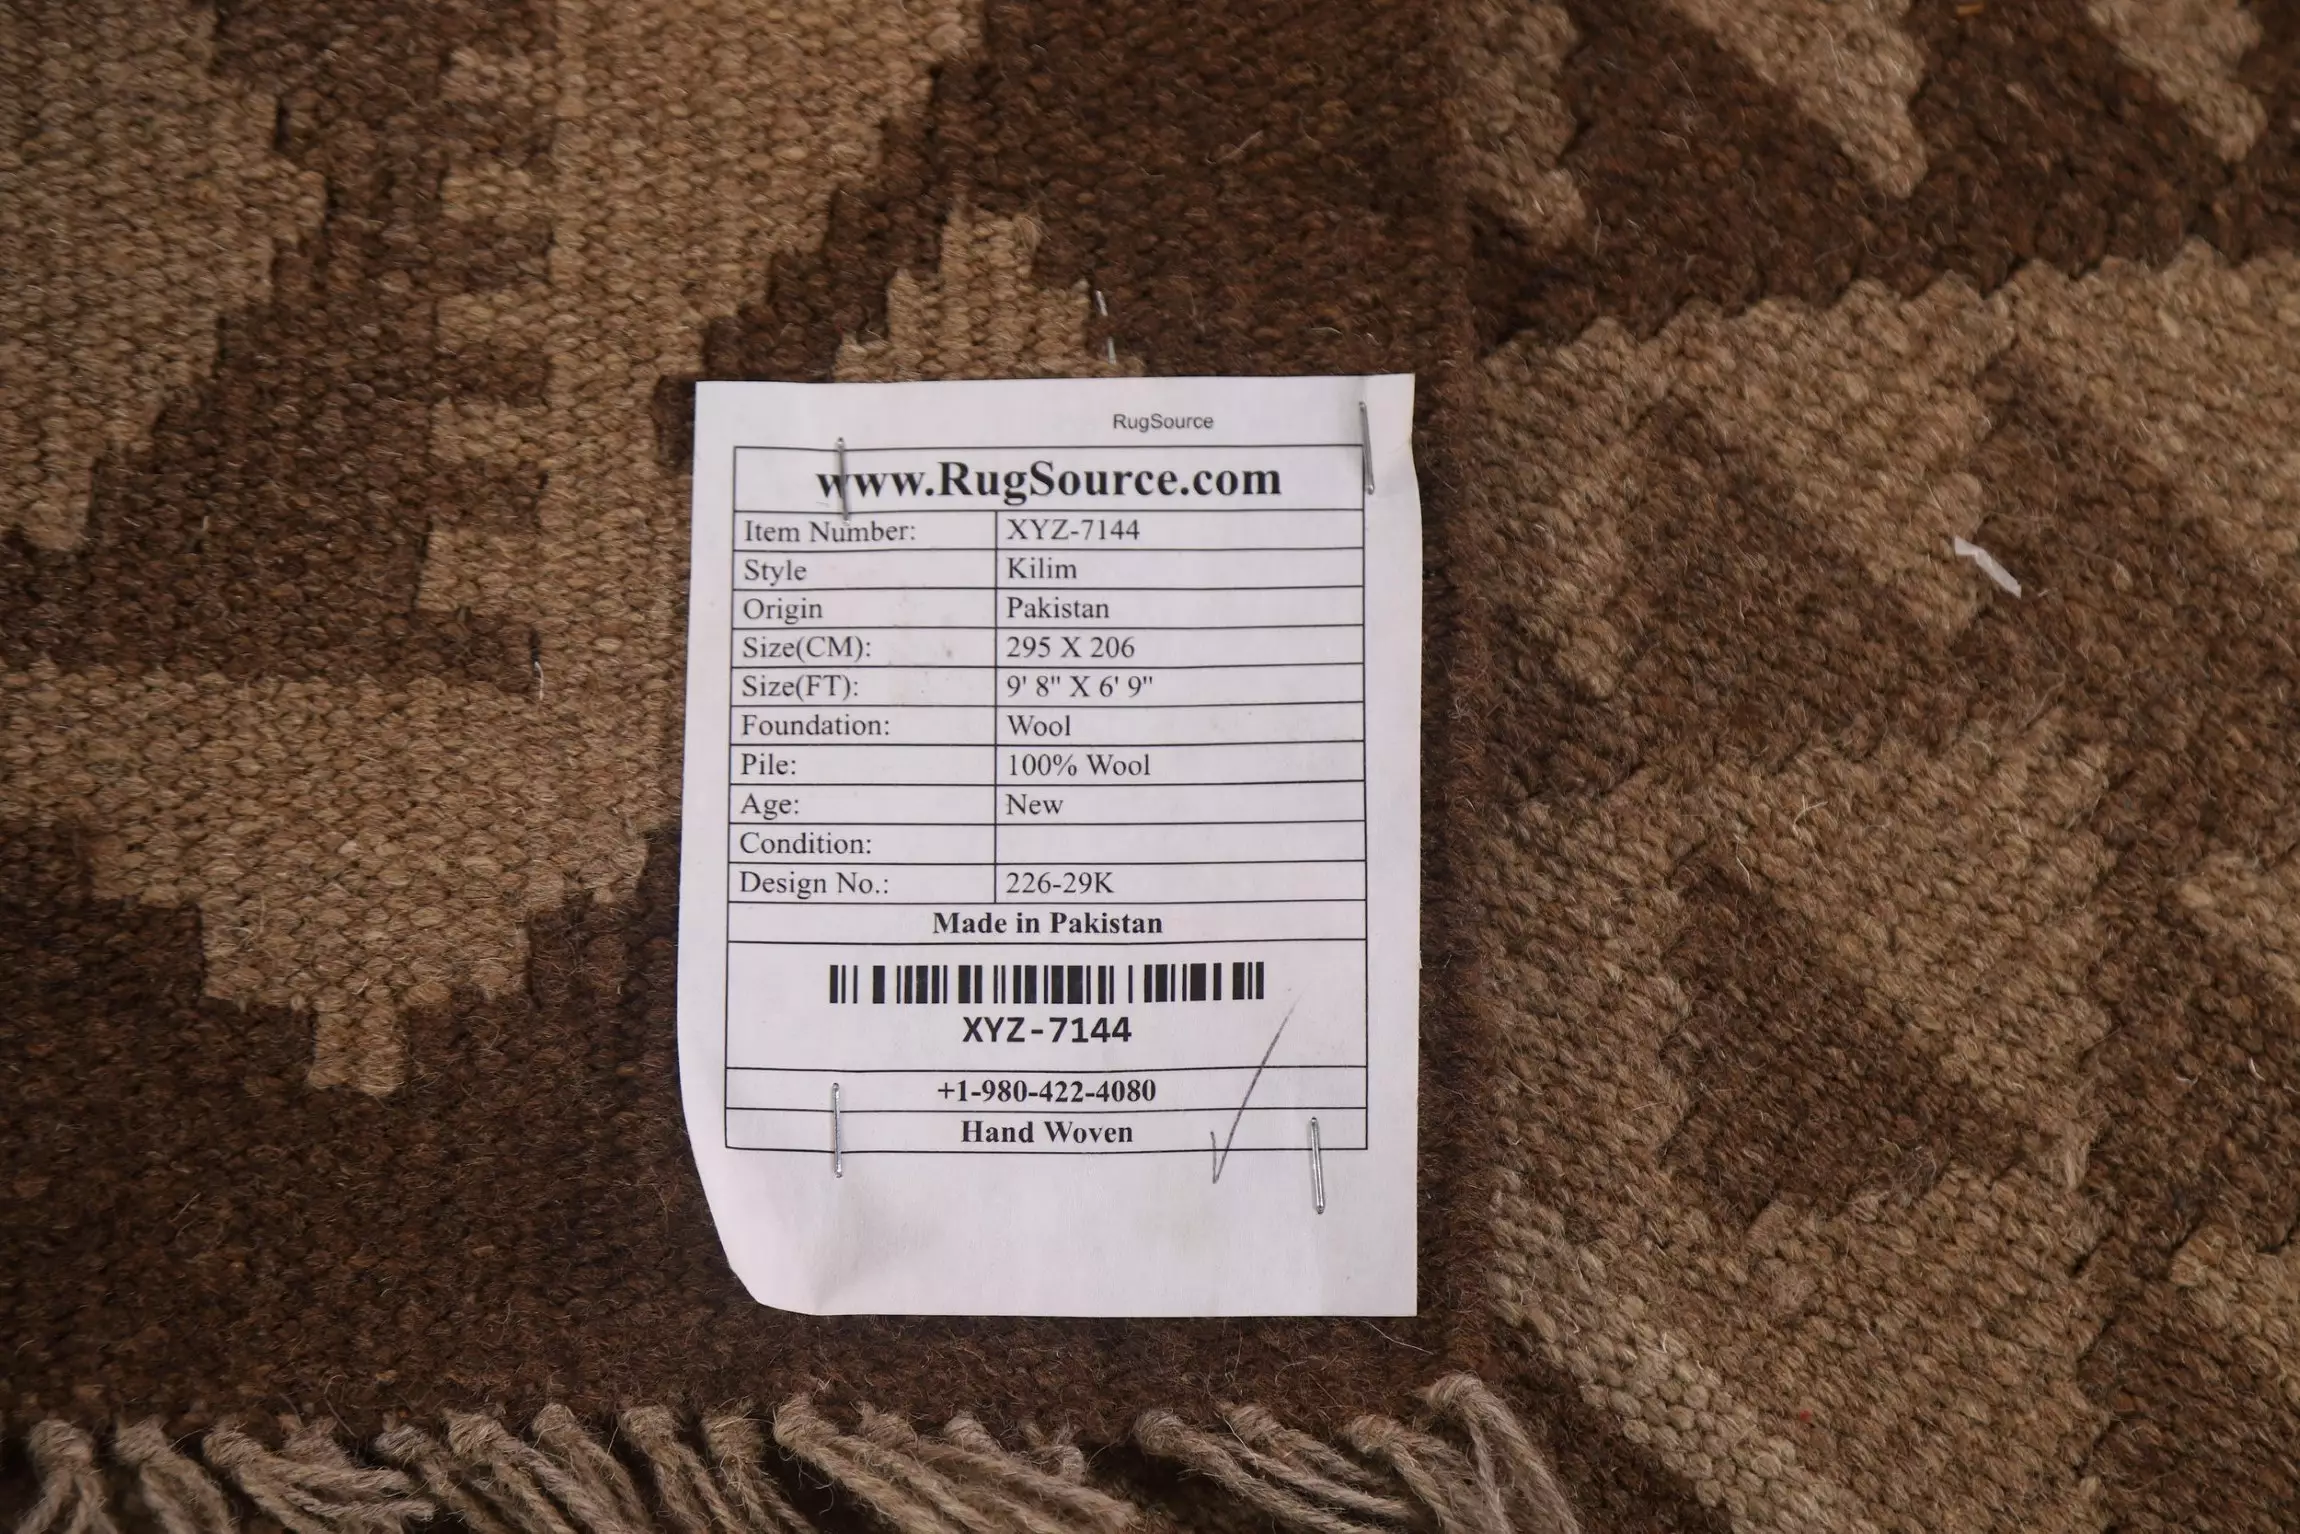 RugSource
www.RugSource.com
Item Number: XYZ-7144
Style Kilim
Origin Pakistan
Size(CM): 295 X 206
Size(FT): 9' 8" X 6' 9"
Foundation: Wool
Pile: 100% Wool
Age: New
Condition:
Design No.: 226-29K
Made in Pakistan
XYZ-7144
+1-980-422-4080
Hand Woven